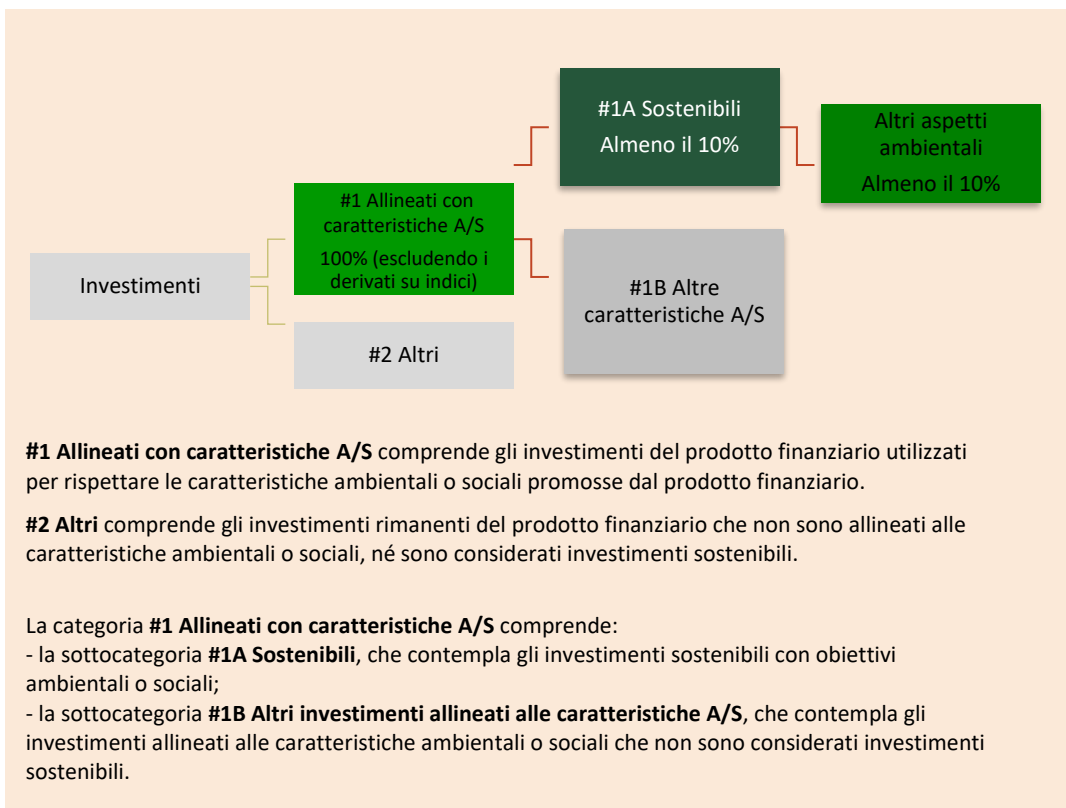 #1A Sostenibili
Almeno il 10%
Altri aspetti
ambientali
Almeno il 10%
#1 Allineati con
caratteristiche A/S
100% (escludendo i
derivati su indici)
Investimenti
#1B Altre
caratteristiche A/S
#2 Altri
#1 Allineati con caratteristiche A/S comprende gli investimenti del prodotto finanziario utilizzati
per rispettare le caratteristiche ambientali o sociali promosse dal prodotto finanziario.
#2 Altri comprende gli investimenti rimanenti del prodotto finanziario che non sono allineati alle
caratteristiche ambientali o sociali, né sono considerati investimenti sostenibili.
La categoria #1 Allineati con caratteristiche A/S comprende:
- la sottocategoria #1A Sostenibili, che contempla gli investimenti sostenibili con obiettivi
ambientali o sociali;
- la sottocategoria #1B Altri investimenti allineati alle caratteristiche A/S, che contempla gli
investimenti allineati alle caratteristiche ambientali o sociali che non sono considerati investimenti
sostenibili.